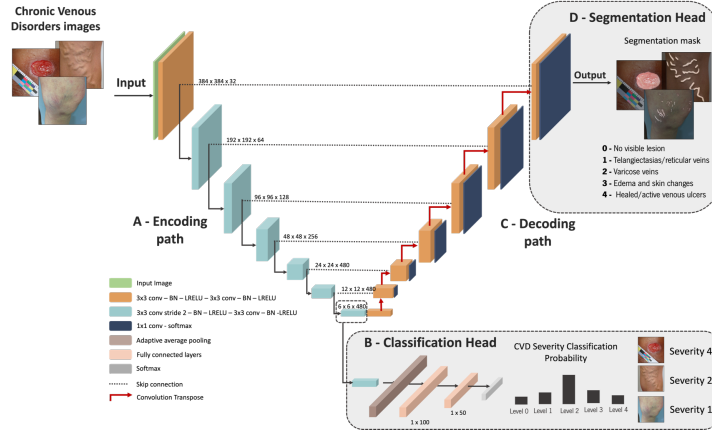 Chronic Venous
Disorders images
Input
384 x 384 x 32
192 x 192 x 64
96 x 96 x 128
48 x 48 x 256
24 x 24 x 480
12 x 12 x 480
6 x 6 x 480
A - Encoding
path
C - Decoding
path
D - Segmentation Head
Segmentation mask
Output
0 - No visible lesion
1 - Telangiectasias/reticular veins
2 - Varicose veins
3 - Edema and skin changes
4 - Healed/active venous ulcers
Input Image
3x3 conv – BN – LRELU – 3x3 conv – BN – LRELU
3x3 conv stride 2 – BN – LRELU – 3x3 conv – BN -LRELU
1x1 conv - softmax
Adaptive average pooling
Fully connected layers
Softmax
Skip connection
Convolution Transpose
B - Classification Head
1 x 100
1 x 50
CVD Severity Classification
Probability
Level 0
Level 1
Level 2
Level 3
Level 4
Severity 4
Severity 2
Severity 1